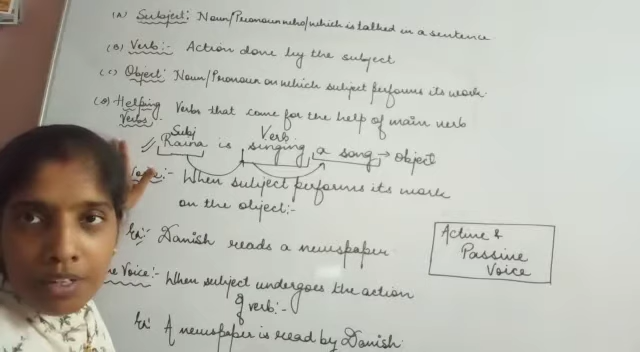 (A) Subject: Noun/Pronoun who/which is talked in a sentence
(B) Verb:- Action done by the subject
(C) Object: Noun/Pronoun on which subject performs its work.
(D) Helping Verbs that come for the help of main verb
Verbs -
Subj Verb
Raina is singing a song → object
Voice:- When subject performs its work
on the object:-
Ex:- Danish reads a newspaper
Active &
Passive
Voice
ve Voice:- When subject undergoes the action
of verb:-
Ex: A newspaper is read by Danish